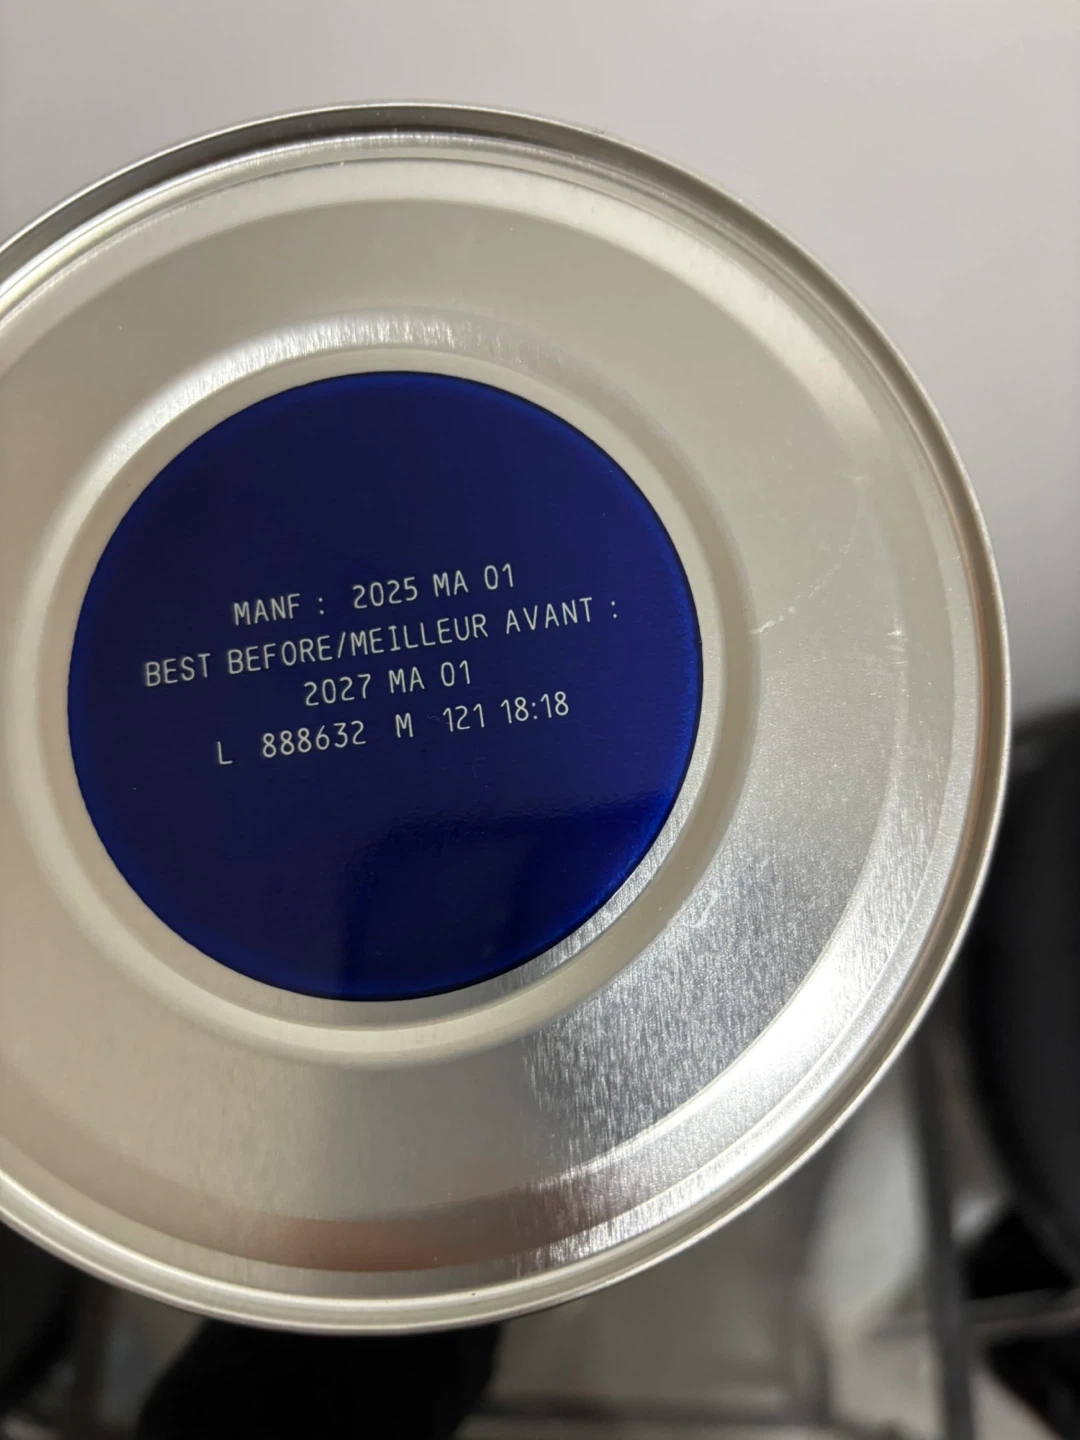 MANF : 2025 MA 01
BEST BEFORE/MEILLEUR AVANT :
2027 MA 01
L 888632 M 121 18:18